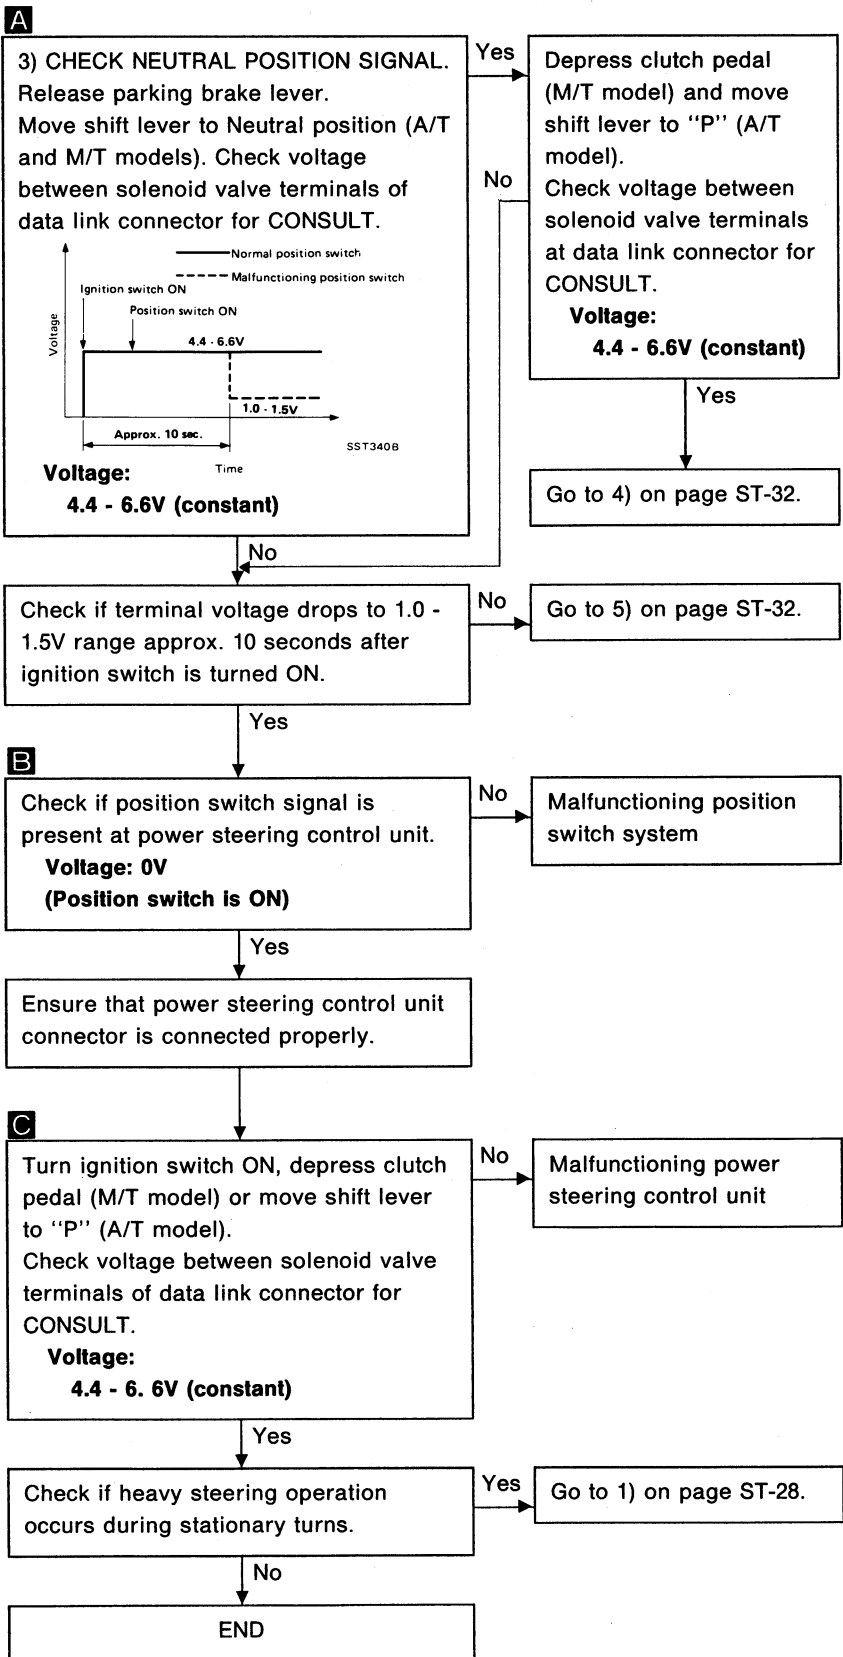 A
3) CHECK NEUTRAL POSITION SIGNAL.
Release parking brake lever.
Move shift lever to Neutral position (A/T
and M/T models). Check voltage
between solenoid valve terminals of
data link connector for CONSULT.
Normal position switch
Malfunctioning position switch
Ignition switch ON
Position switch ON
Voltage
4.4 - 6.6V
1.0 - 1.5V
Approx. 10 sec.
SST340B
Time
Voltage:
4.4 - 6.6V (constant)
Yes
Depress clutch pedal
(M/T model) and move
shift lever to “P” (A/T
model).
Check voltage between
solenoid valve terminals
at data link connector for
CONSULT.
Voltage:
4.4 - 6.6V (constant)
No
Yes
Go to 4) on page ST-32.
No
Check if terminal voltage drops to 1.0 -
1.5V range approx. 10 seconds after
ignition switch is turned ON.
No
Go to 5) on page ST-32.
Yes
B
Check if position switch signal is
present at power steering control unit.
Voltage: 0V
(Position switch is ON)
No
Malfunctioning position
switch system
Yes
Ensure that power steering control unit
connector is connected properly.
C
Turn ignition switch ON, depress clutch
pedal (M/T model) or move shift lever
to “P” (A/T model).
Check voltage between solenoid valve
terminals of data link connector for
CONSULT.
Voltage:
4.4 - 6. 6V (constant)
No
Malfunctioning power
steering control unit
Yes
Check if heavy steering operation
occurs during stationary turns.
Yes
Go to 1) on page ST-28.
No
END